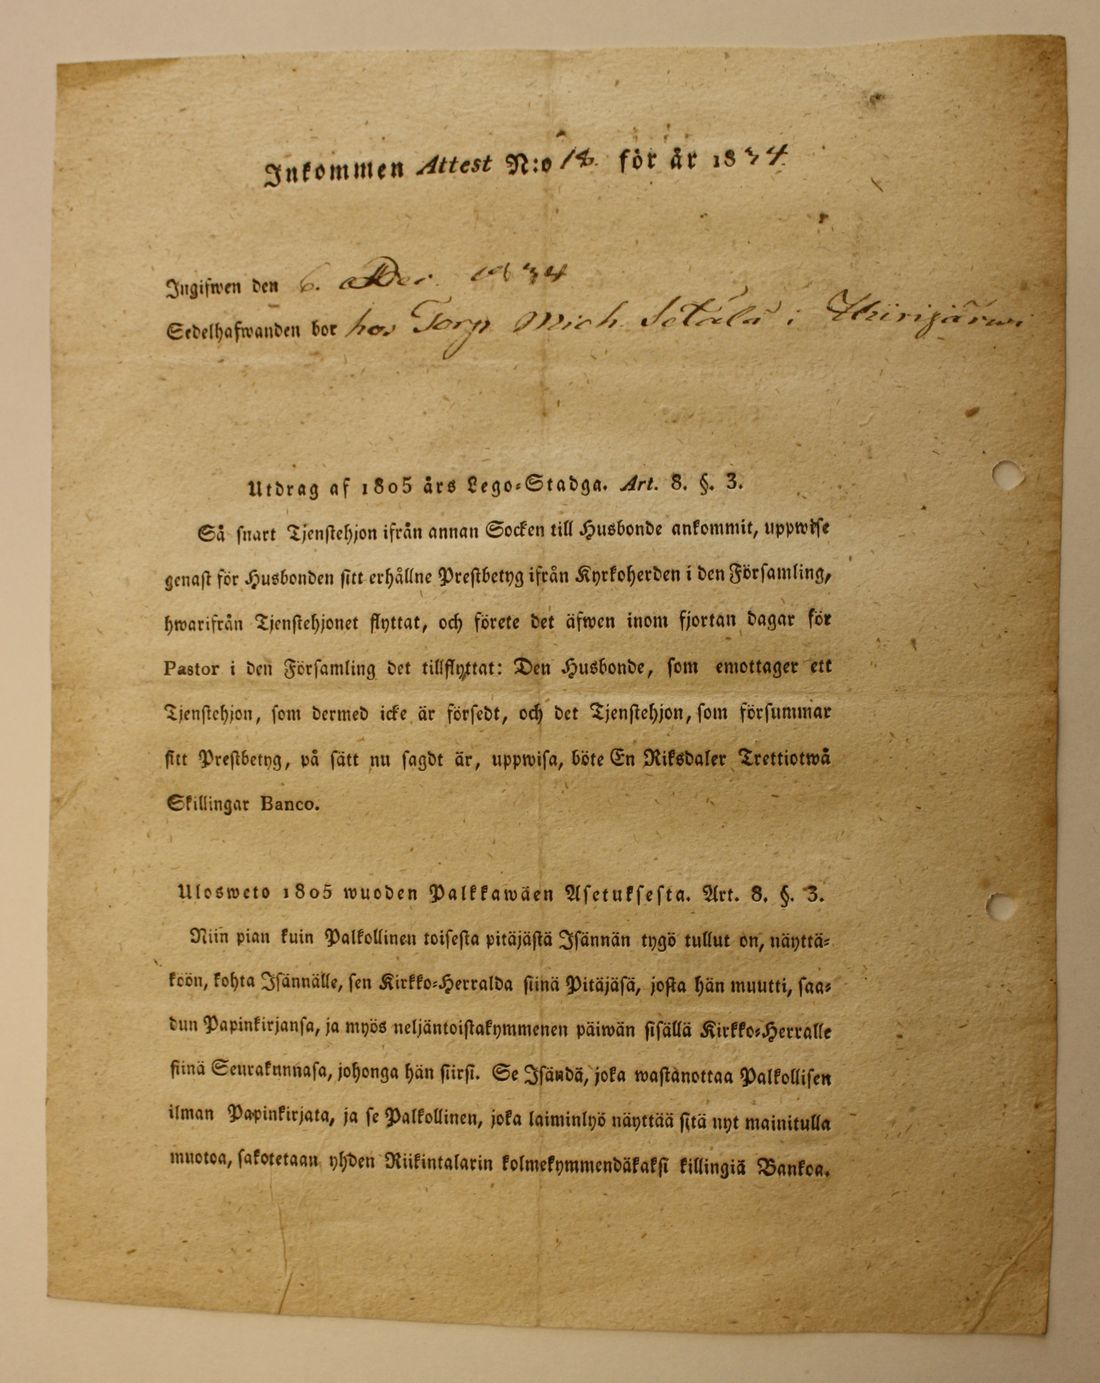 Inkommen Attest N:o 18. för år 1834
Ingifwen den 6. Dec. 1834
Sedelhafwanden bor hos Torp Mich Setälä i
Utdrag af 1805 års Lego-Stadga. Art. 8. §. 3.
Så snart Tjenstehjon ifrån annan Socken till Husbonde ankommit, uppwise
genast för Husbonden sitt erhållne Prestbetyg ifrån Kyrkoherden i den Församling,
hwarifrån Tjenstehjonet flyttat, och förete det äfwen inom fjortan dagar för
Pastor i den Församling det tillflyttat: Den Husbonde, som emottager ett
Tjenstehjon, som dermed icke är försedt, och det Tjenstehjon, som försummar
sitt Prestbetyg, på sätt nu sagdt är, uppwisa, böte En Riksdaler Trettiotwå
Skillingar Banco.
Ulosweto 1805 wuoden Palkkawäen Asetuksesta. Art. 8. §. 3.
Niin pian kuin Palkollinen toisesta pitäjästä Isännän tygö tullut on, näyttä-
köön, kohta Isännälle, sen Kirkko-Herralda siinä Pitäjäsä, josta hän muutti, saa-
dun Papinkirjansa, ja myös neljäntoistakymmenen päiwän sisällä Kirkko-Herralle
siinä Seurakunnasa, johonga hän siirsi. Se Isändä, joka wastanottaa Palkollisen
ilman Papinkirjata, ja se Palkollinen, joka laiminlyö näyttää sitä nyt mainitulla
muotoa, sakotetaan yhden Riikintalarin kolmekymmendäkaksi killingiä Bankoa.